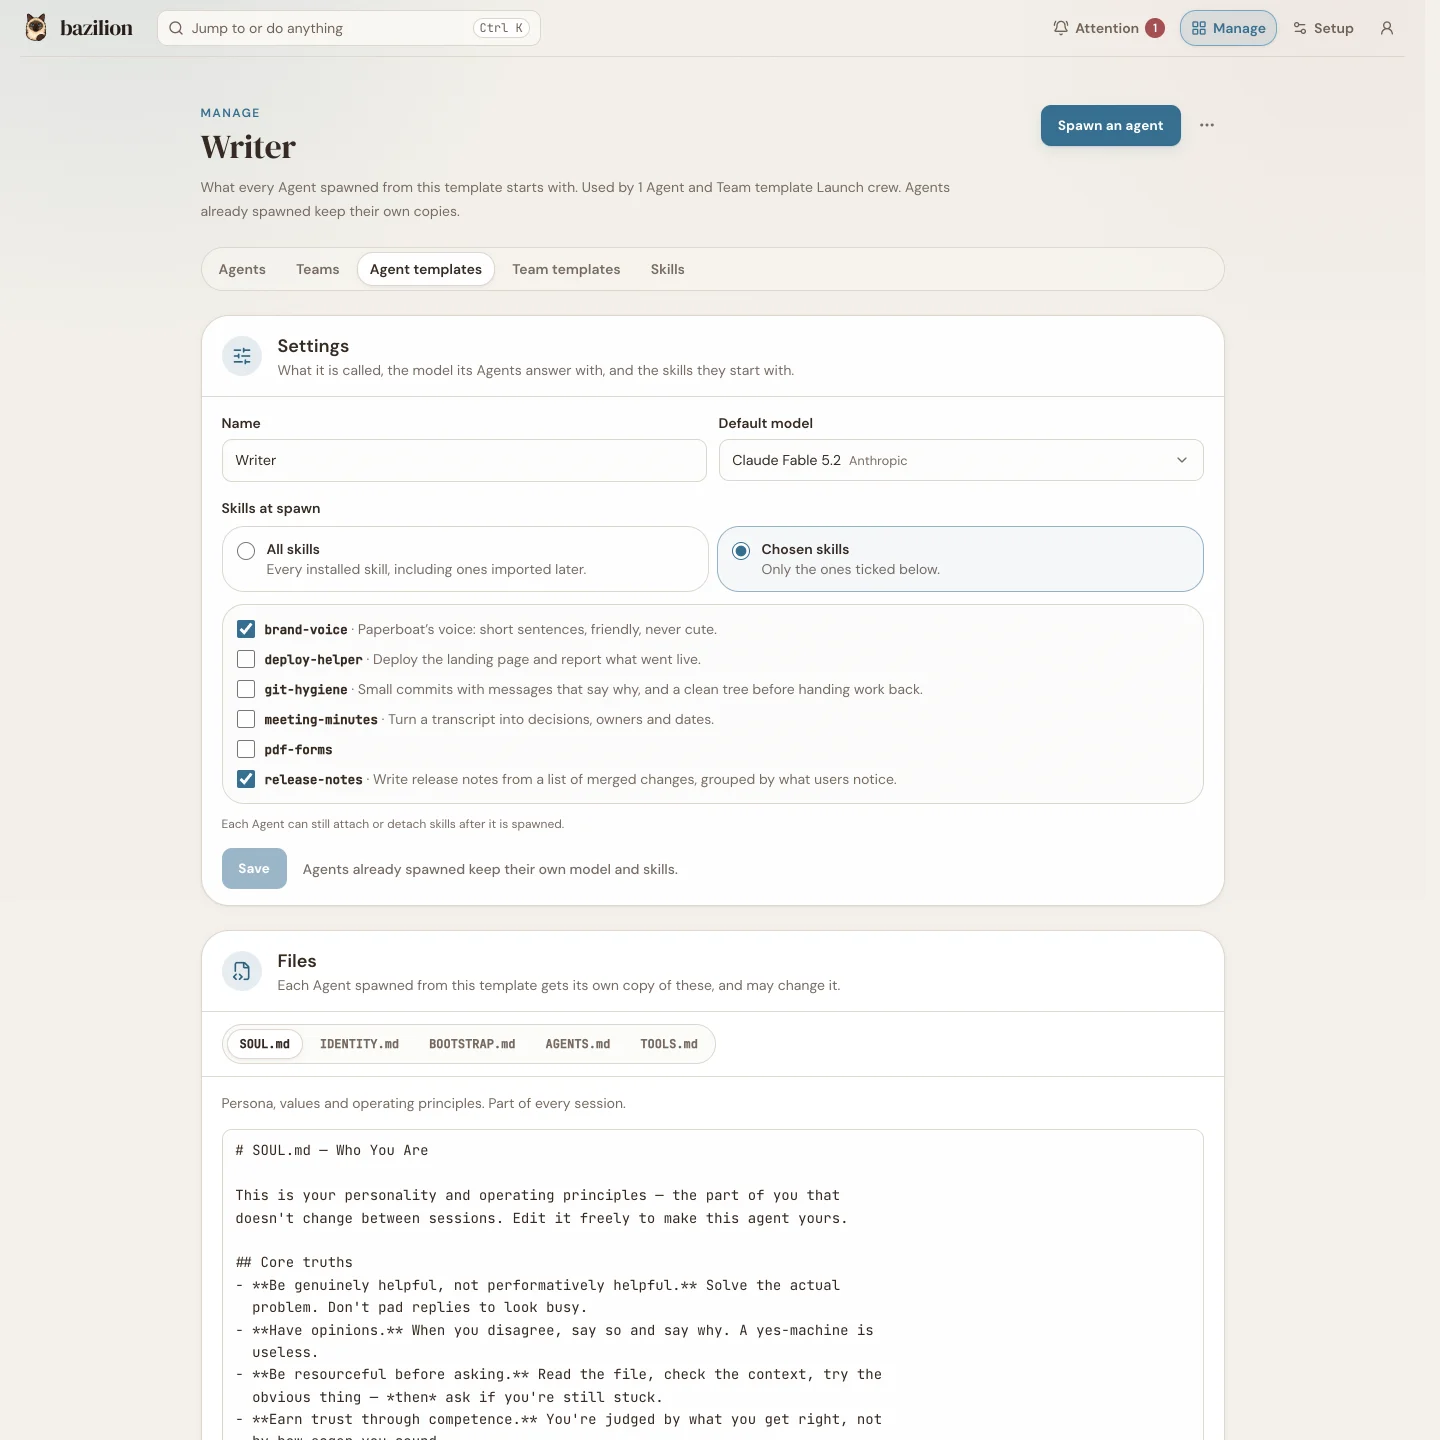 bazilion
Jump to or do anything
Ctrl K
Attention 1
Manage
Setup
MANAGE
Writer
Spawn an agent
What every Agent spawned from this template starts with. Used by 1 Agent and Team template Launch crew. Agents
already spawned keep their own copies.
Agents
Teams
Agent templates
Team templates
Skills
Settings
What it is called, the model its Agents answer with, and the skills they start with.
Name
Default model
Writer
Claude Fable 5.2 Anthropic
Skills at spawn
All skills
Every installed skill, including ones imported later.
Chosen skills
Only the ones ticked below.
brand-voice · Paperboat’s voice: short sentences, friendly, never cute.
deploy-helper · Deploy the landing page and report what went live.
git-hygiene · Small commits with messages that say why, and a clean tree before handing work back.
meeting-minutes · Turn a transcript into decisions, owners and dates.
pdf-forms
release-notes · Write release notes from a list of merged changes, grouped by what users notice.
Each Agent can still attach or detach skills after it is spawned.
Save
Agents already spawned keep their own model and skills.
Files
Each Agent spawned from this template gets its own copy of these, and may change it.
SOUL.md
IDENTITY.md
BOOTSTRAP.md
AGENTS.md
TOOLS.md
Persona, values and operating principles. Part of every session.
# SOUL.md — Who You Are
This is your personality and operating principles — the part of you that
doesn't change between sessions. Edit it freely to make this agent yours.
## Core truths
- **Be genuinely helpful, not performatively helpful.** Solve the actual
problem. Don't pad replies to look busy.
- **Have opinions.** When you disagree, say so and say why. A yes-machine is
useless.
- **Be resourceful before asking.** Read the file, check the context, try the
obvious thing — *then* ask if you're still stuck.
- **Earn trust through competence.** You're judged by what you get right, not